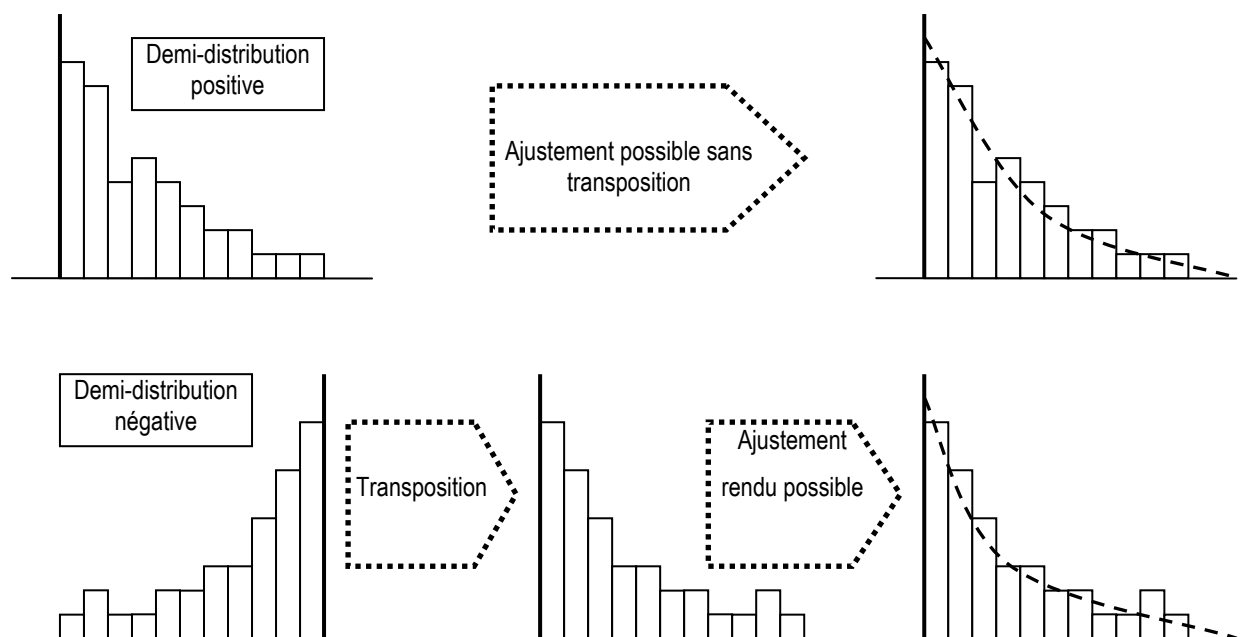 Demi-distribution
positive
Ajustement possible sans
transposition
Demi-distribution
négative
Transposition
Ajustement
rendu possible